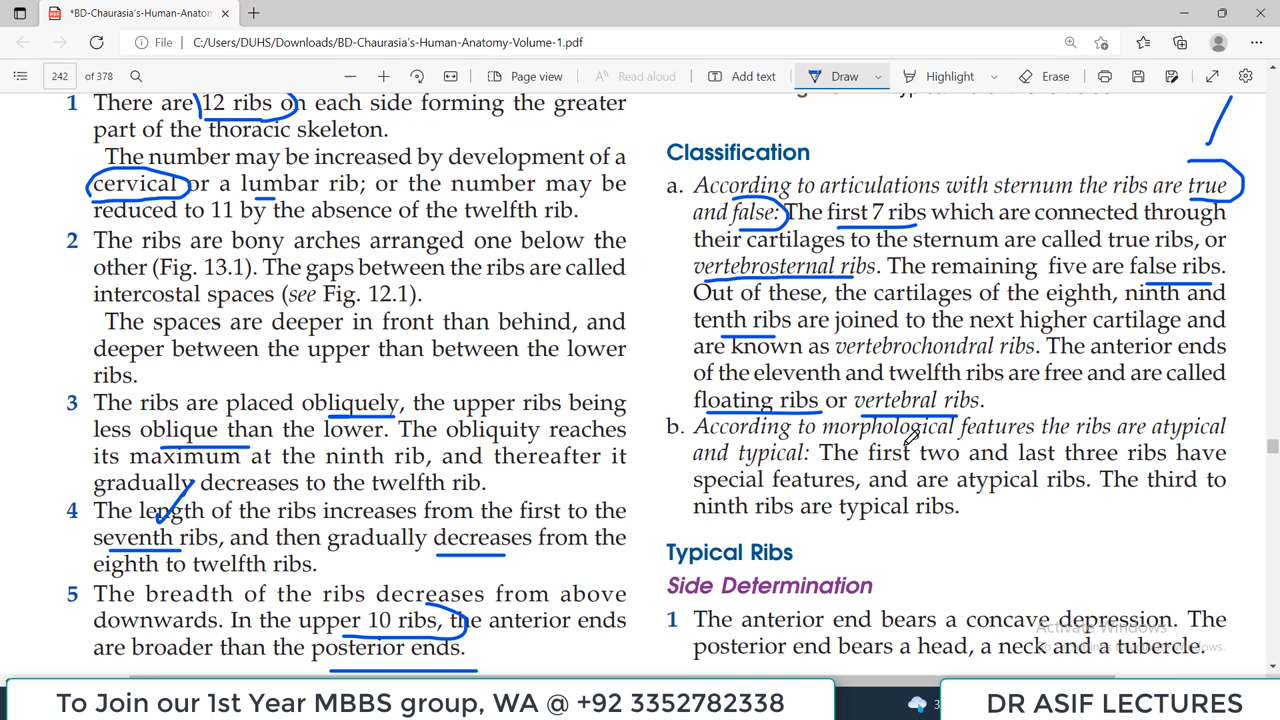 *BD-Chaurasia's-Human-Anatom
File
C:/Users/DUHS/Downloads/BD-Chaurasia's-Human-Anatomy-Volume-1.pdf
242 of 378
Page view
Read aloud
Add text
Draw
Highlight
Erase
1 There are 12 ribs on each side forming the greater
part of the thoracic skeleton.
The number may be increased by development of a
cervical or a lumbar rib; or the number may be
reduced to 11 by the absence of the twelfth rib.
2 The ribs are bony arches arranged one below the
other (Fig. 13.1). The gaps between the ribs are called
intercostal spaces (see Fig. 12.1).
The spaces are deeper in front than behind, and
deeper between the upper than between the lower
ribs.
3 The ribs are placed obliquely, the upper ribs being
less oblique than the lower. The obliquity reaches
its maximum at the ninth rib, and thereafter it
gradually decreases to the twelfth rib.
4 The length of the ribs increases from the first to the
seventh ribs, and then gradually decreases from the
eighth to twelfth ribs.
5 The breadth of the ribs decreases from above
downwards. In the upper 10 ribs, the anterior ends
are broader than the posterior ends.
Classification
a. According to articulations with sternum the ribs are true
and false: The first 7 ribs which are connected through
their cartilages to the sternum are called true ribs, or
vertebrosternal ribs. The remaining five are false ribs.
Out of these, the cartilages of the eighth, ninth and
tenth ribs are joined to the next higher cartilage and
are known as vertebrochondral ribs. The anterior ends
of the eleventh and twelfth ribs are free and are called
floating ribs or vertebral ribs.
b. According to morphological features the ribs are atypical
and typical: The first two and last three ribs have
special features, and are atypical ribs. The third to
ninth ribs are typical ribs.
Typical Ribs
Side Determination
1 The anterior end bears a concave depression. The
posterior end bears a head, a neck and a tubercle.
Activate Windows
To Join our 1st Year MBBS group, WA @ +92 3352782338
DR ASIF LECTURES